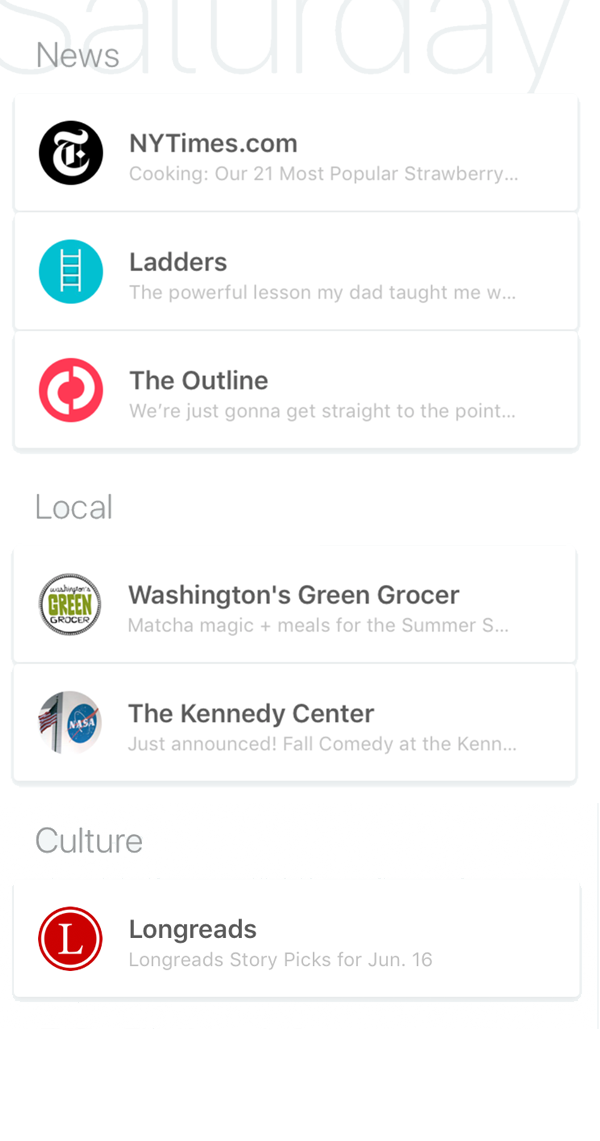 Saturday
News
NYTimes.com
Cooking: Our 21 Most Popular Strawberry...
Ladders
The powerful lesson my dad taught me w...
The Outline
We’re just gonna get straight to the point...
Local
washington's
GREEN
GROCER
Washington's Green Grocer
Matcha magic + meals for the Summer S...
NASA
The Kennedy Center
Just announced! Fall Comedy at the Kenn...
Culture
L
Longreads
Longreads Story Picks for Jun. 16